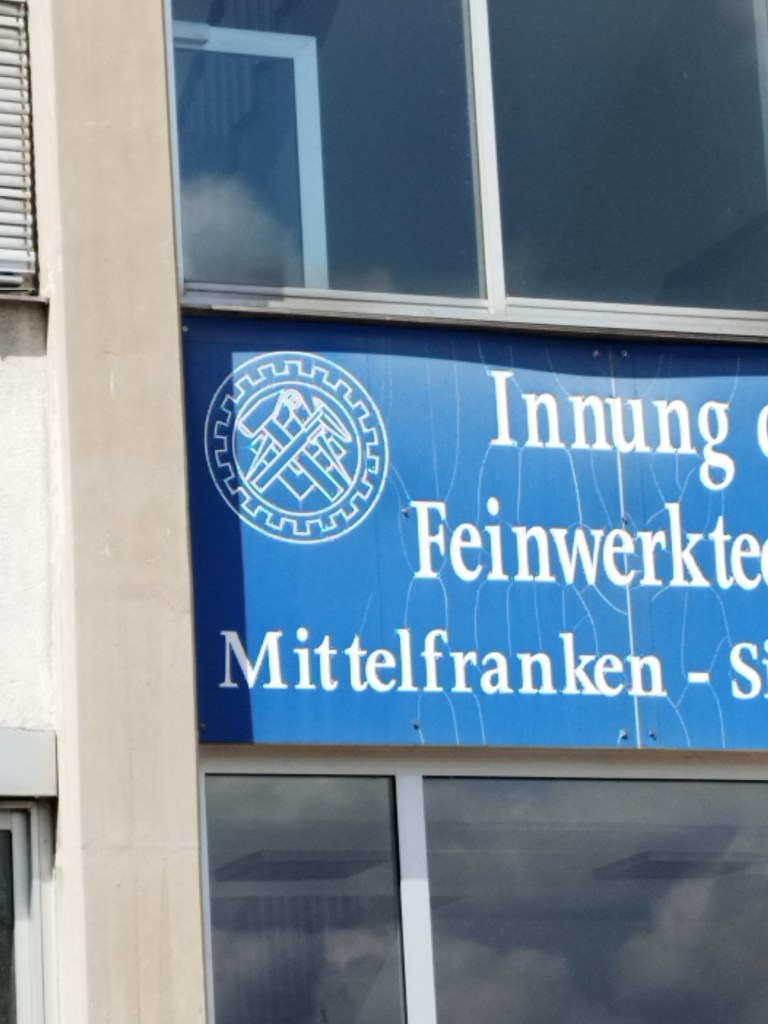 Innung
Feinwerkte
Mittelfranken - S